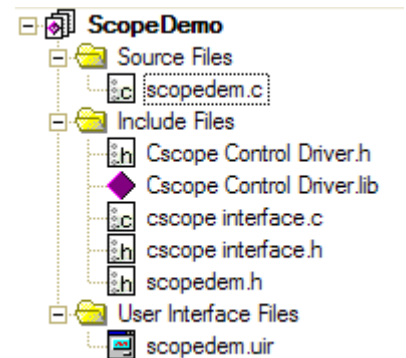 ScopeDemo
Source Files
.c scopedem.c
Include Files
.h Cscope Control Driver.h
Cscope Control Driver.lib
.c cscope interface.c
.h cscope interface.h
.h scopedem.h
User Interface Files
scopedem.uir